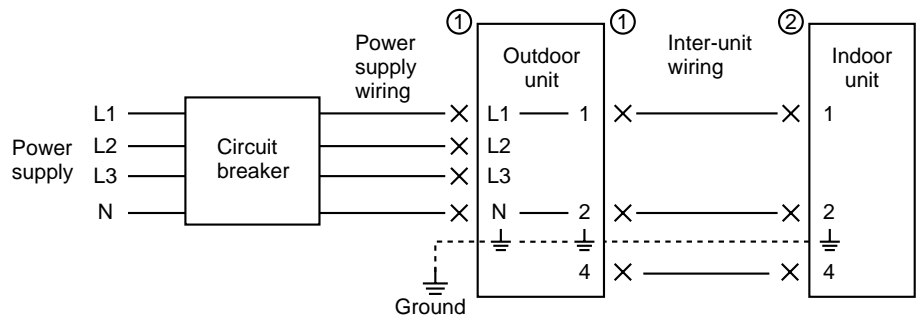 ① ① ②
Power
supply
wiring
Outdoor
unit
Inter-unit
wiring
Indoor
unit
Power
supply
L1
L2
L3
N
Circuit
breaker
L1 1
L2
L3
N 2
4
1
2
4
Ground